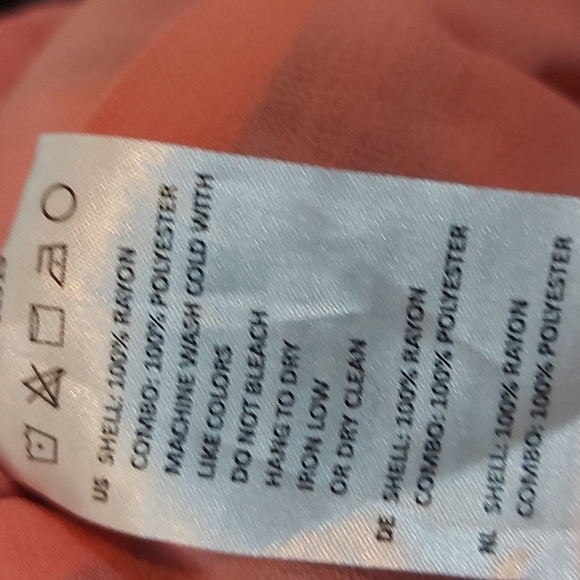 US SHELL: 100% RAYON
COMBO: 100% POLYESTER
MACHINE WASH COLD WITH
LIKE COLORS
DO NOT BLEACH
HANG TO DRY
IRON LOW
OR DRY CLEAN
DE SHELL: 100% RAYON
COMBO: 100% POLYESTER
NL SHELL: 100% RAYON
COMBO: 100% POLYESTER